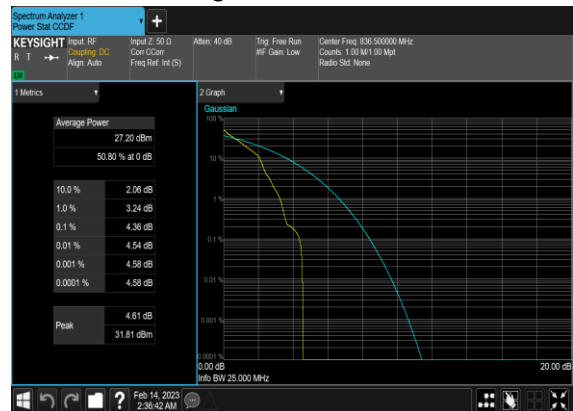 Spectrum Analyzer 1
Power Stat CCDF
KEYSIGHT
R T
Input: RF
Coupling: DC
Align: Auto
Input Z: 50 Ω
Corr CCorr
Freq Ref: Int (S)
Atten: 40 dB
Trig: Free Run
#IF Gain: Low
Center Freq: 836.500000 MHz
Counts: 1.00 M/1.00 Mpt
Radio Std: None
1 Metrics
Average Power
27.20 dBm
50.80 % at 0 dB
10.0 % 2.06 dB
1.0 % 3.24 dB
0.1 % 4.36 dB
0.01 % 4.54 dB
0.001 % 4.58 dB
0.0001 % 4.58 dB
Peak
4.61 dB
31.81 dBm
2 Graph
Gaussian
100 %
10 %
1 %
0.1 %
0.01 %
0.001 %
0.0001 %
0.00 dB 20.00 dB
Info BW 25.000 MHz
?
Feb 14, 2023
2:36:42 AM